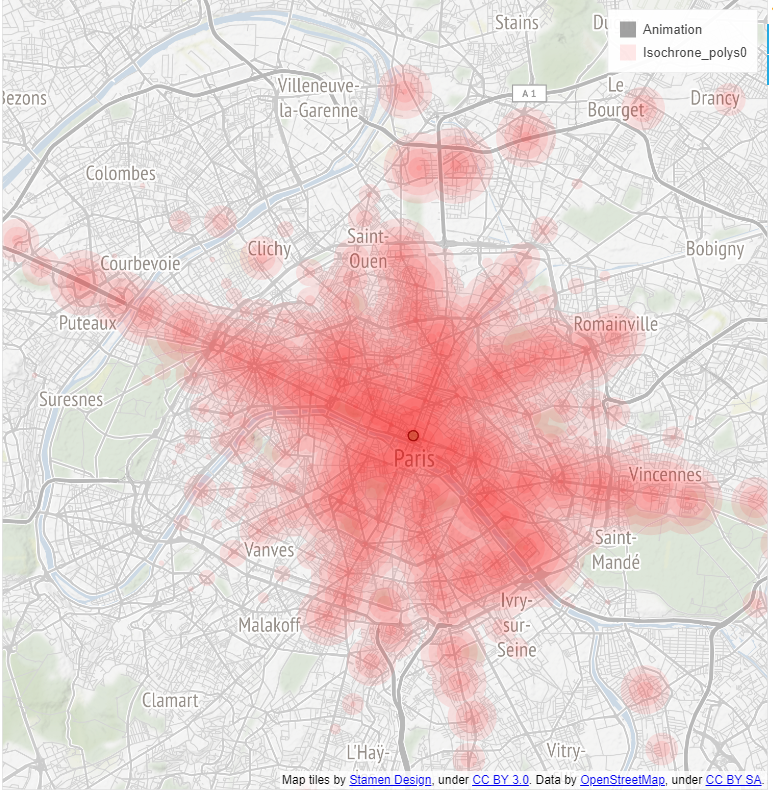 Stains
Du
Animation
Isochrone_polys0
Bezons
Villeneuve-
la-Garenne
A 1
Le
Bourget
Drancy
Colombes
Courbevoie
Clichy
Saint-
Ouen
Bobigny
Puteaux
Romainville
Suresnes
Paris
Vincennes
Vanves
Saint-
Mandé
Malakoff
Ivry-
sur-
Seine
Clamart
L'Haÿ-
Vitry-
Map tiles by Stamen Design, under CC BY 3.0. Data by OpenStreetMap, under CC BY SA.